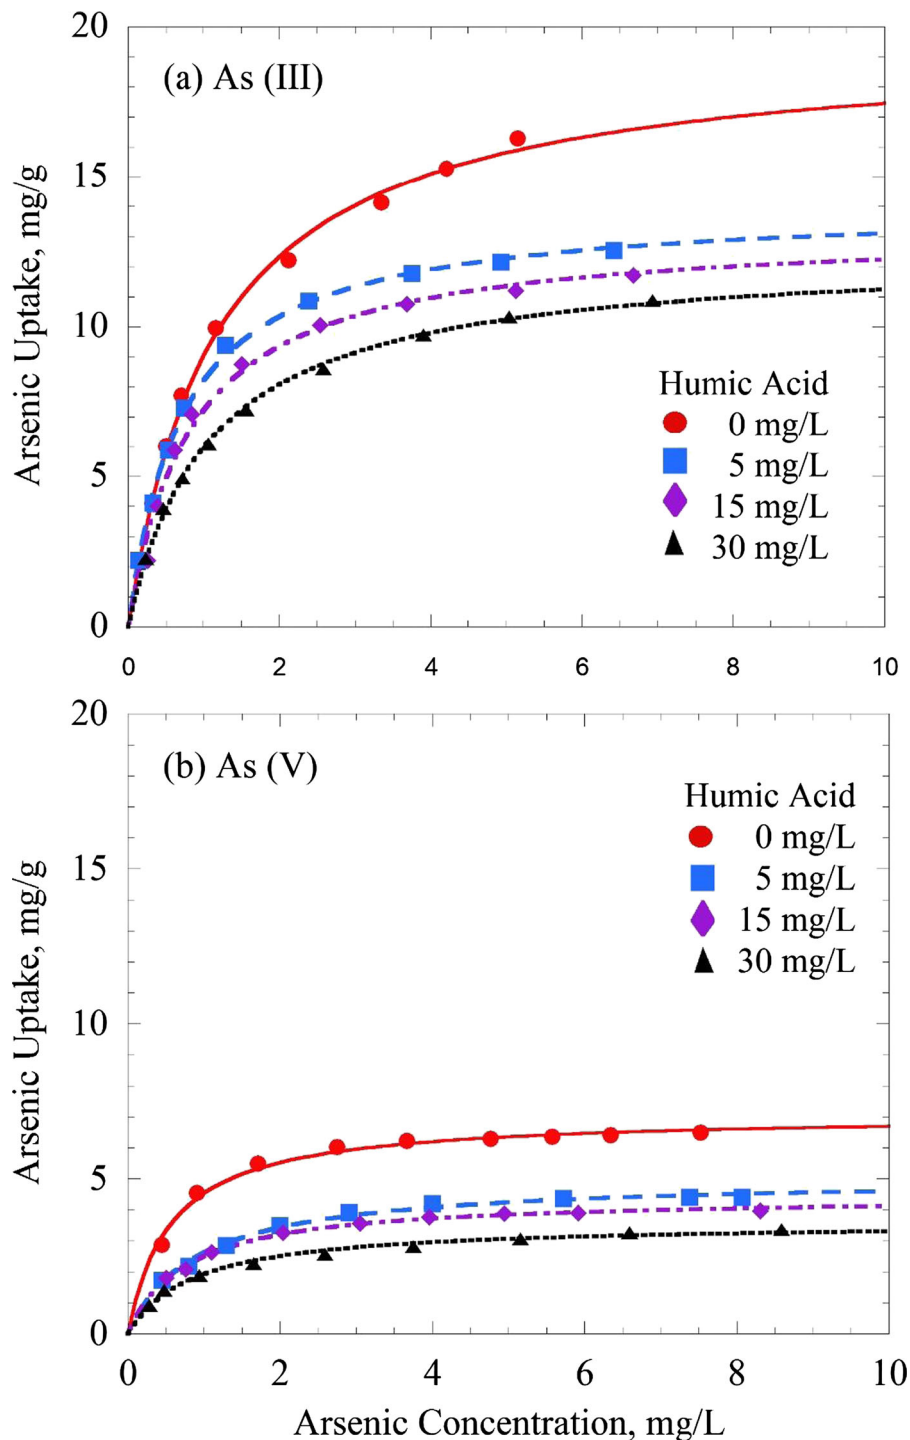 20
(a) As (III)
15
Arsenic Uptake, mg/g
10
Humic Acid
0 mg/L
5 mg/L
5
15 mg/L
30 mg/L
0
0 2 4 6 8 10
20
(b) As (V)
Humic Acid
0 mg/L
15
5 mg/L
Arsenic Uptake, mg/g
15 mg/L
30 mg/L
10
5
0
0 2 4 6 8 10
Arsenic Concentration, mg/L